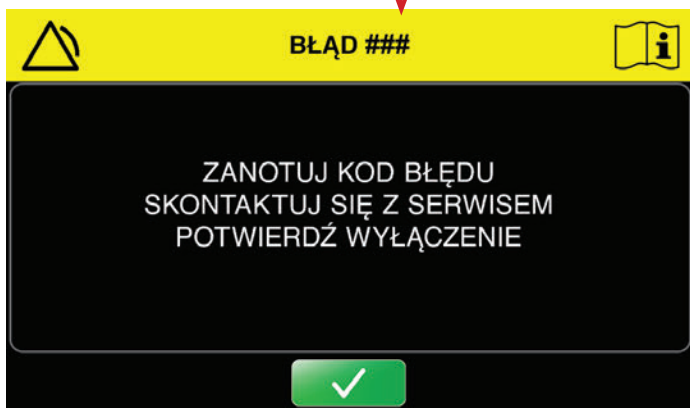 BŁĄD ###
ZANOTUJ KOD BŁĘDU
SKONTAKTUJ SIĘ Z SERWISEM
POTWIERDŹ WYŁĄCZENIE